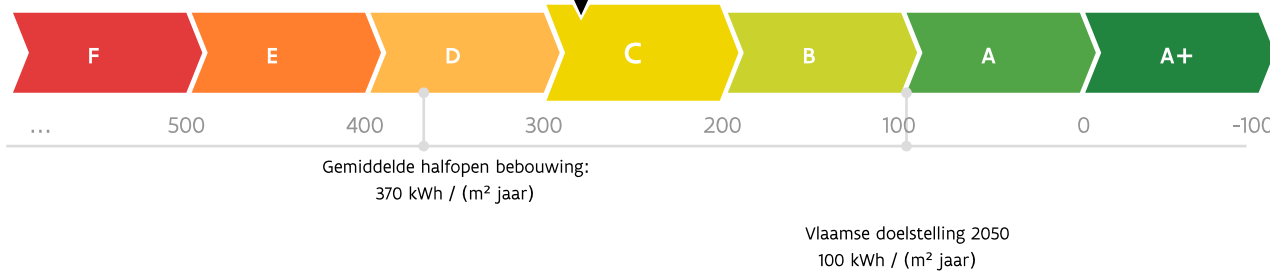 F E D C B A A+
... 500 400 300 200 100 0 -100
Gemiddelde halfopen bebouwing:
370 kWh / (m² jaar)
Vlaamse doelstelling 2050
100 kWh / (m² jaar)